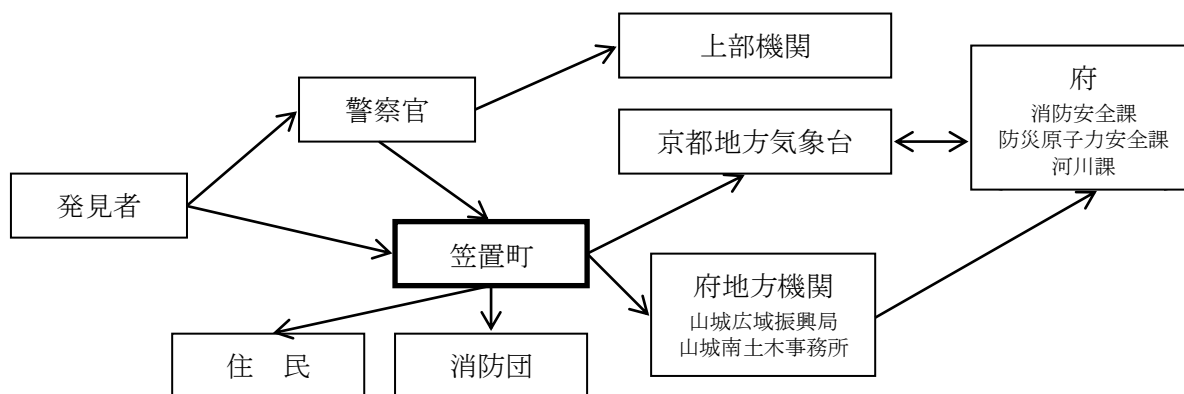 上部機関
府
消防安全課
防災原子力安全課
河川課
警察官
京都地方気象台
発見者
笠置町
府地方機関
山城広域振興局
山城南土木事務所
住　民
消防団